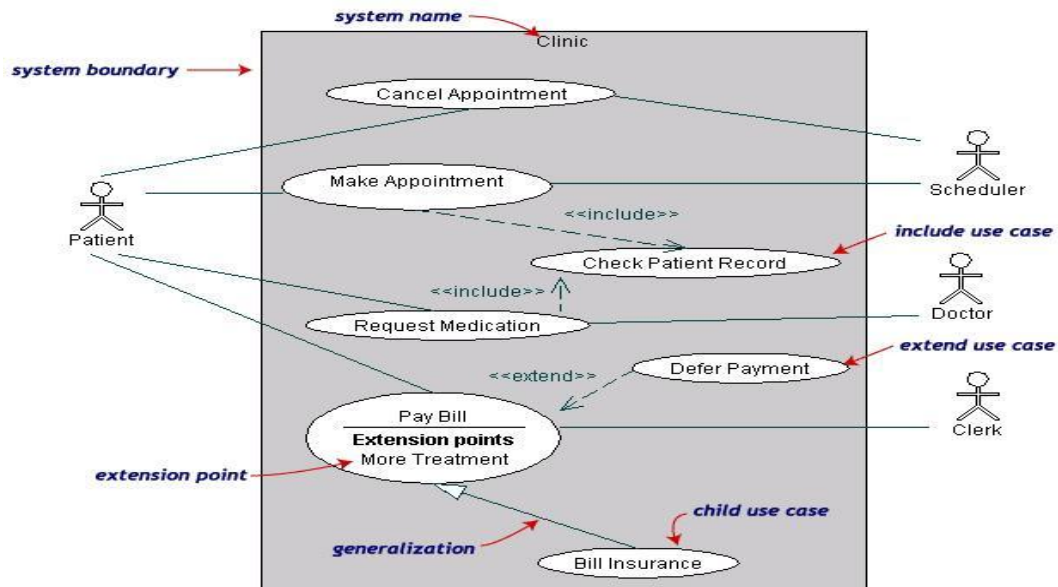 system name
Clinic
system boundary
Cancel Appointment
Make Appointment
Scheduler
Patient
<<include>>
include use case
Check Patient Record
<<include>>
Request Medication
Doctor
extend use case
<<extend>>
Defer Payment
Pay Bill
Extension points
More Treatment
Clerk
extension point
child use case
generalization
Bill Insurance